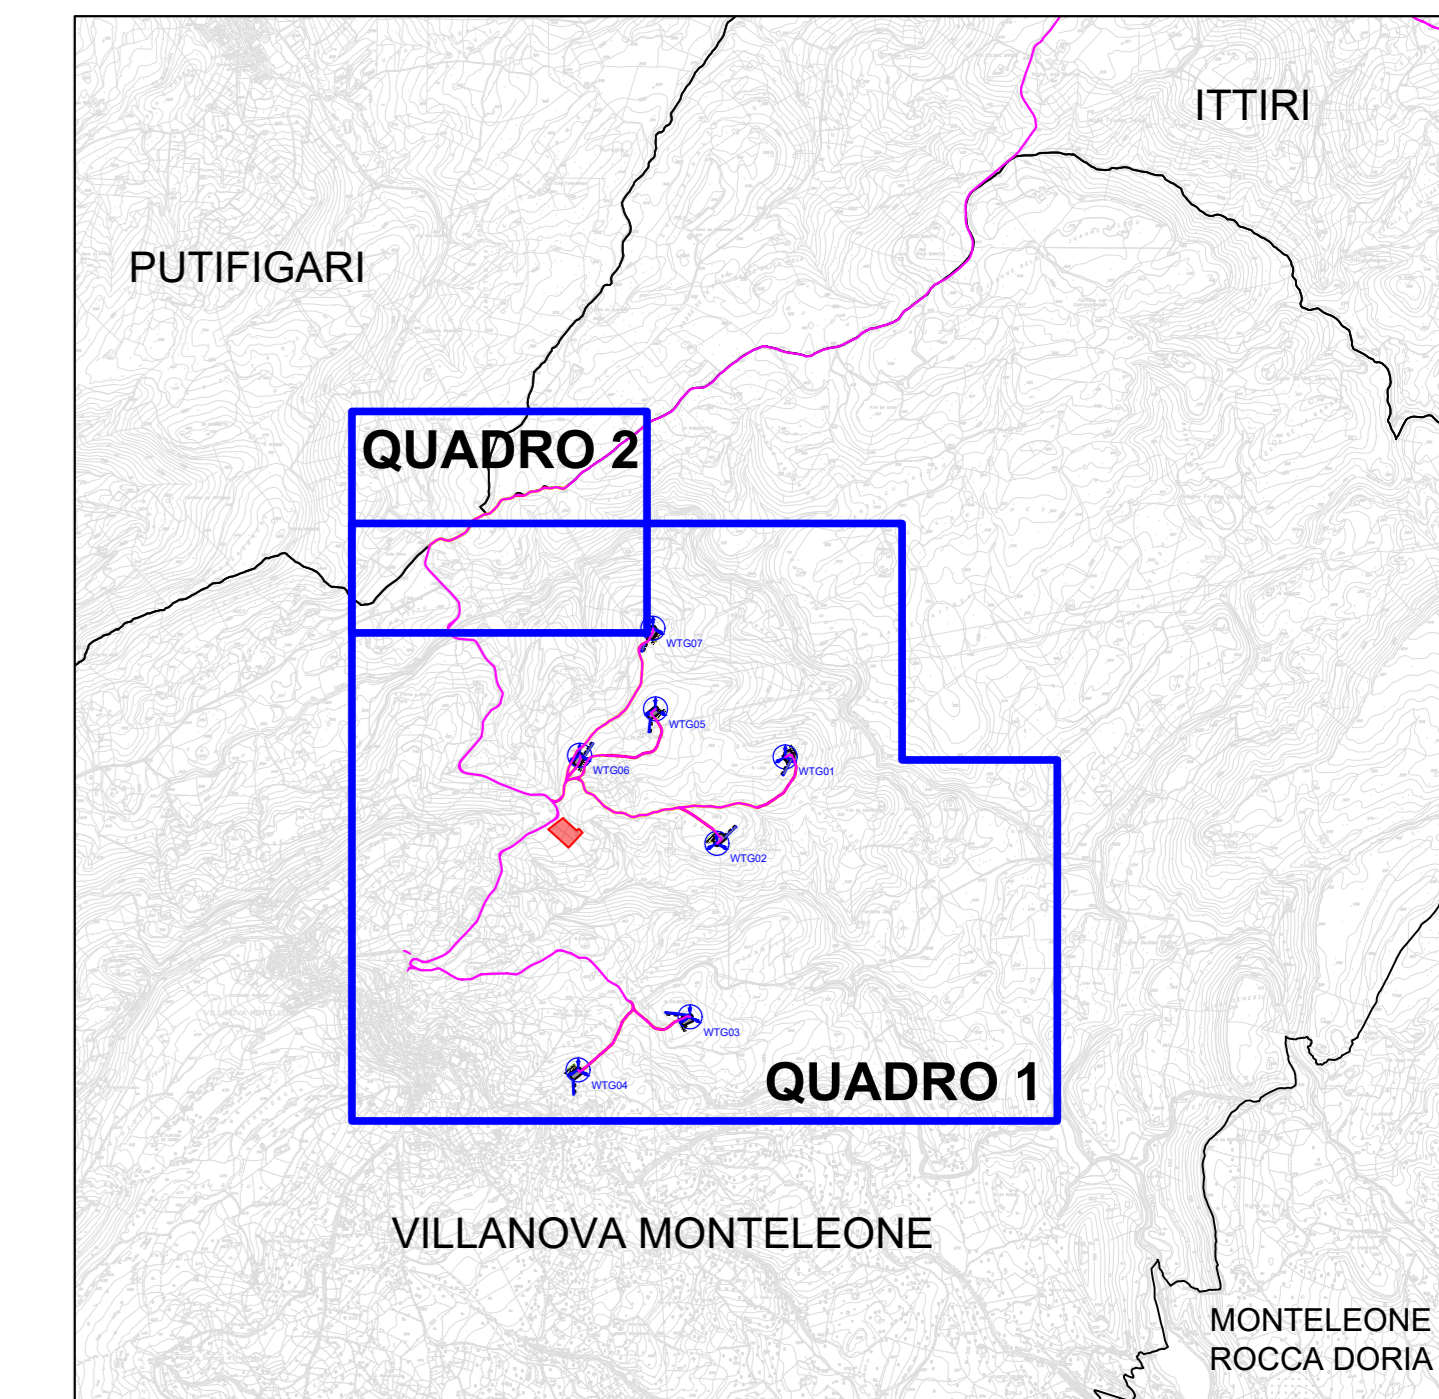 ITTIRI
PUTIFIGARI
QUADRO 2
WTG07
WTG05
WTG06
WTG01
WTG02
WTG03
WTG04
QUADRO 1
VILLANOVA MONTELEONE
MONTELEONE
ROCCA DORIA